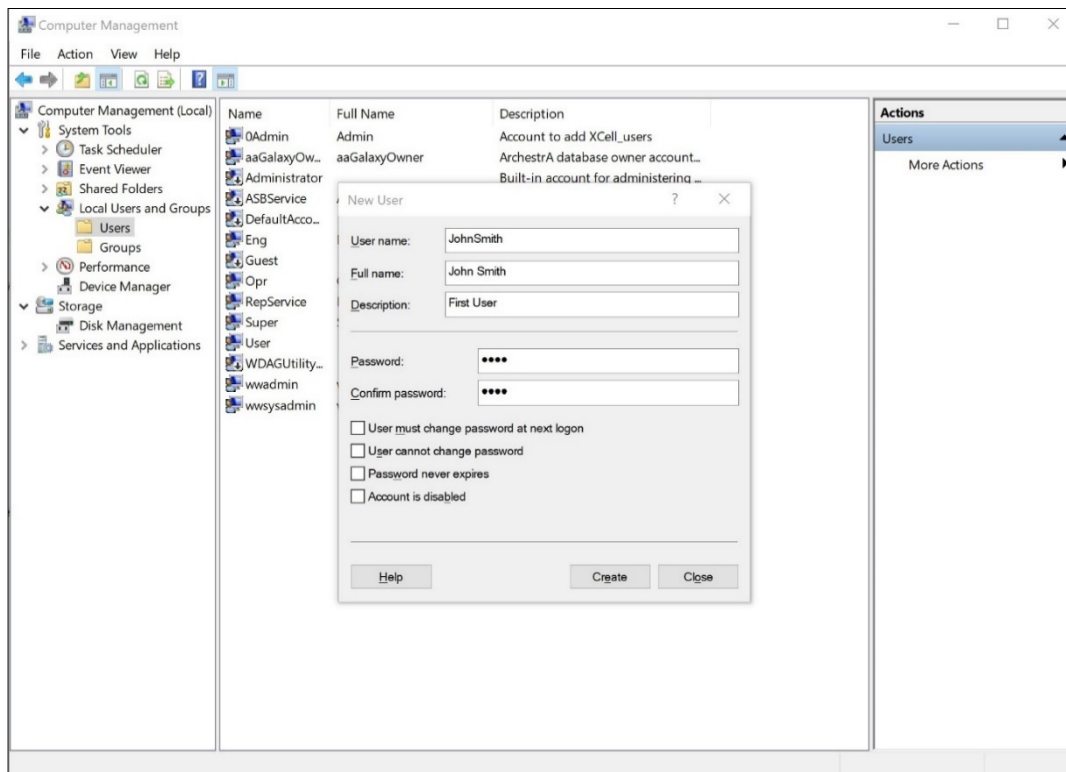 Computer Management
File Action View Help
Computer Management (Local)
System Tools
Task Scheduler
Event Viewer
Shared Folders
Local Users and Groups
Users
Groups
Performance
Device Manager
Storage
Disk Management
Services and Applications
Name Full Name Description
0Admin Admin Account to add XCell_users
aaGalaxyOw... aaGalaxyOwner ArchestrA database owner account...
Administrator Built-in account for administering ...
ASBService
DefaultAcco...
Eng
Guest
Opr
RepService
Super
User
WDAGUtility...
wwadmin
wwsysadmin
New User ?
User name: JohnSmith
Full name: John Smith
Description: First User
Password: ●●●●
Confirm password: ●●●●
User must change password at next logon
User cannot change password
Password never expires
Account is disabled
Help Create Close
Actions
Users
More Actions